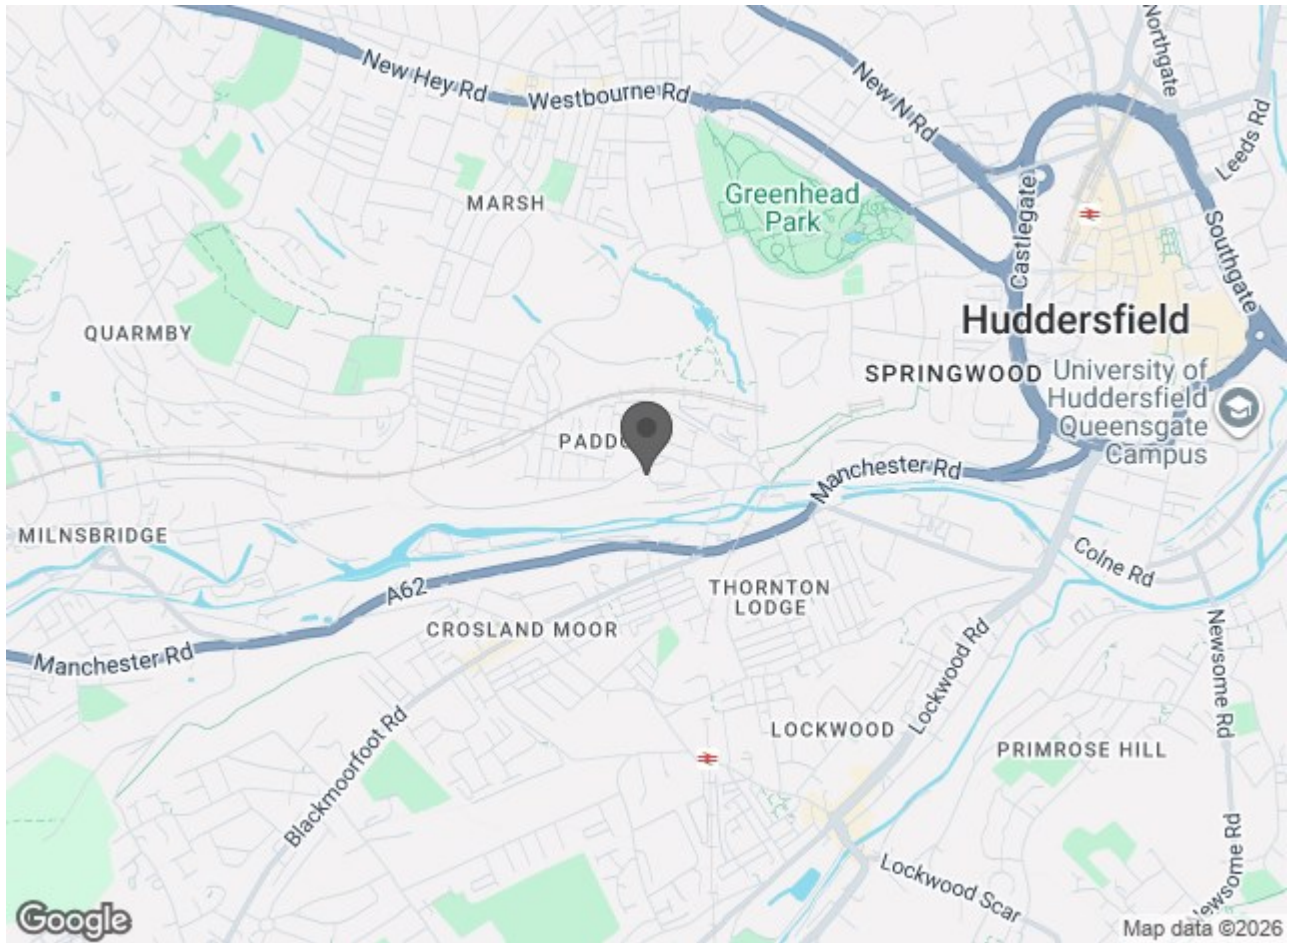 Northgate
New Hey Rd
Westbourne Rd
New N Rd
Leeds Rd
Greenhead
Park
MARSH
Castlegate
Southgate
QUARMBY
Huddersfield
SPRINGWOOD
University of
Huddersfield
Queensgate
Campus
PADDO
Manchester Rd
MILNSBRIDGE
Colne Rd
A62
THORNTON
LODGE
CROSLAND MOOR
Manchester Rd
Newsome Rd
Lockwood Rd
LOCKWOOD
PRIMROSE HILL
Blackmoorfoot Rd
Lockwood Scar
Newsome Rd
Google
Map data ©2026